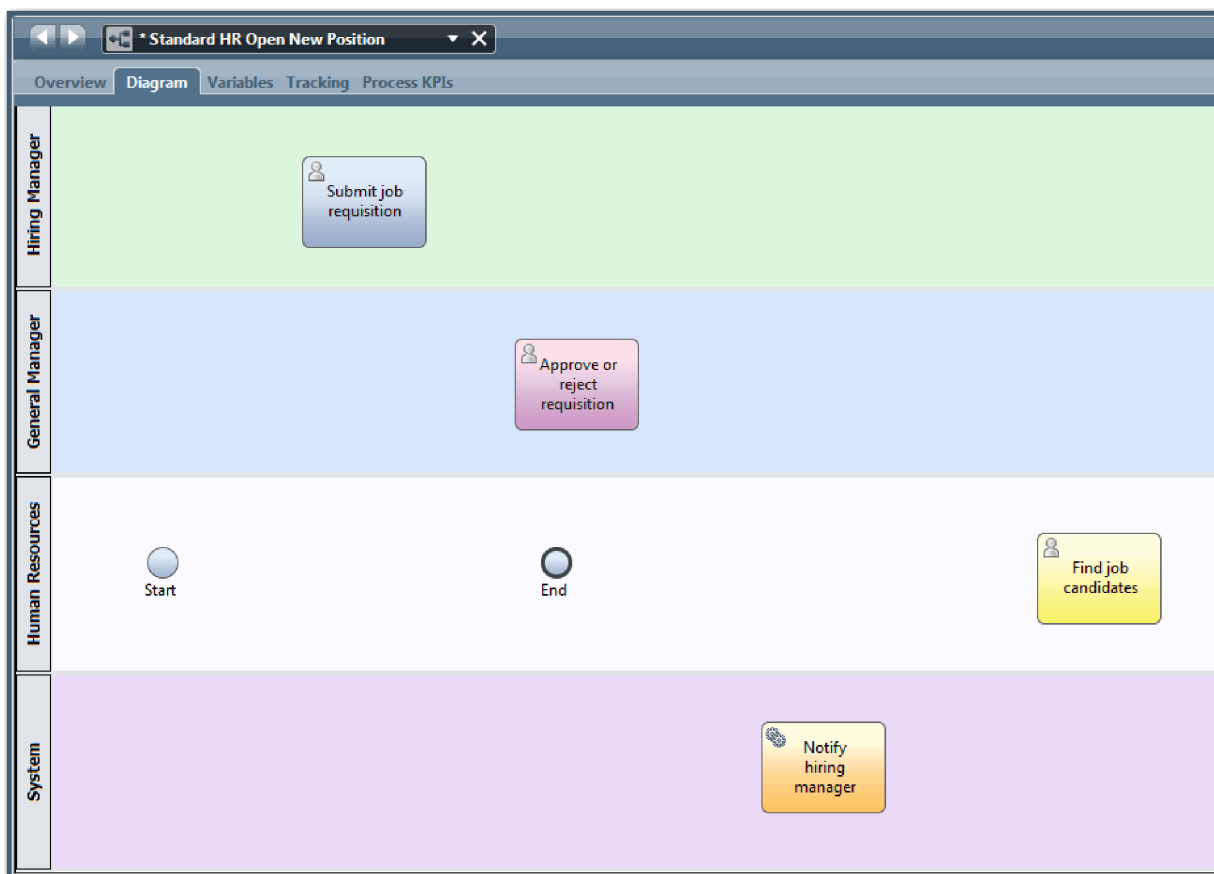 * Standard HR Open New Position
Overview Diagram Variables Tracking Process KPIs
Hiring Manager
Submit job
requisition
General Manager
Approve or
reject
requisition
Human Resources
Start
End
Find job
candidates
System
Notify
hiring
manager